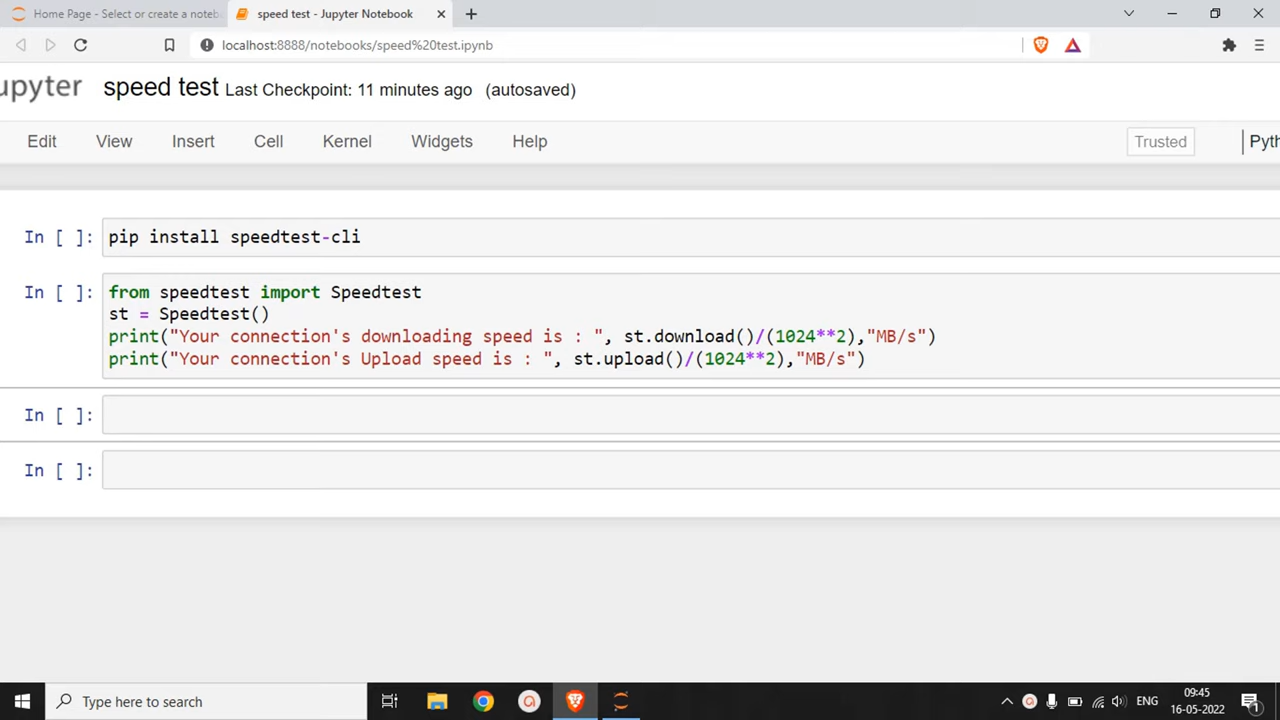 Home Page - Select or create a noteb
speed test - Jupyter Notebook
localhost:8888/notebooks/speed%20test.ipynb
upyter speed test Last Checkpoint: 11 minutes ago (autosaved)
Edit View Insert Cell Kernel Widgets Help Trusted Pyth
In [ ]: pip install speedtest-cli
In [ ]: from speedtest import Speedtest
st = Speedtest()
print("Your connection's downloading speed is : ", st.download()/(1024**2),"MB/s")
print("Your connection's Upload speed is : ", st.upload()/(1024**2),"MB/s")
In [ ]:
In [ ]:
Type here to search
ENG
09:45
16-05-2022
1